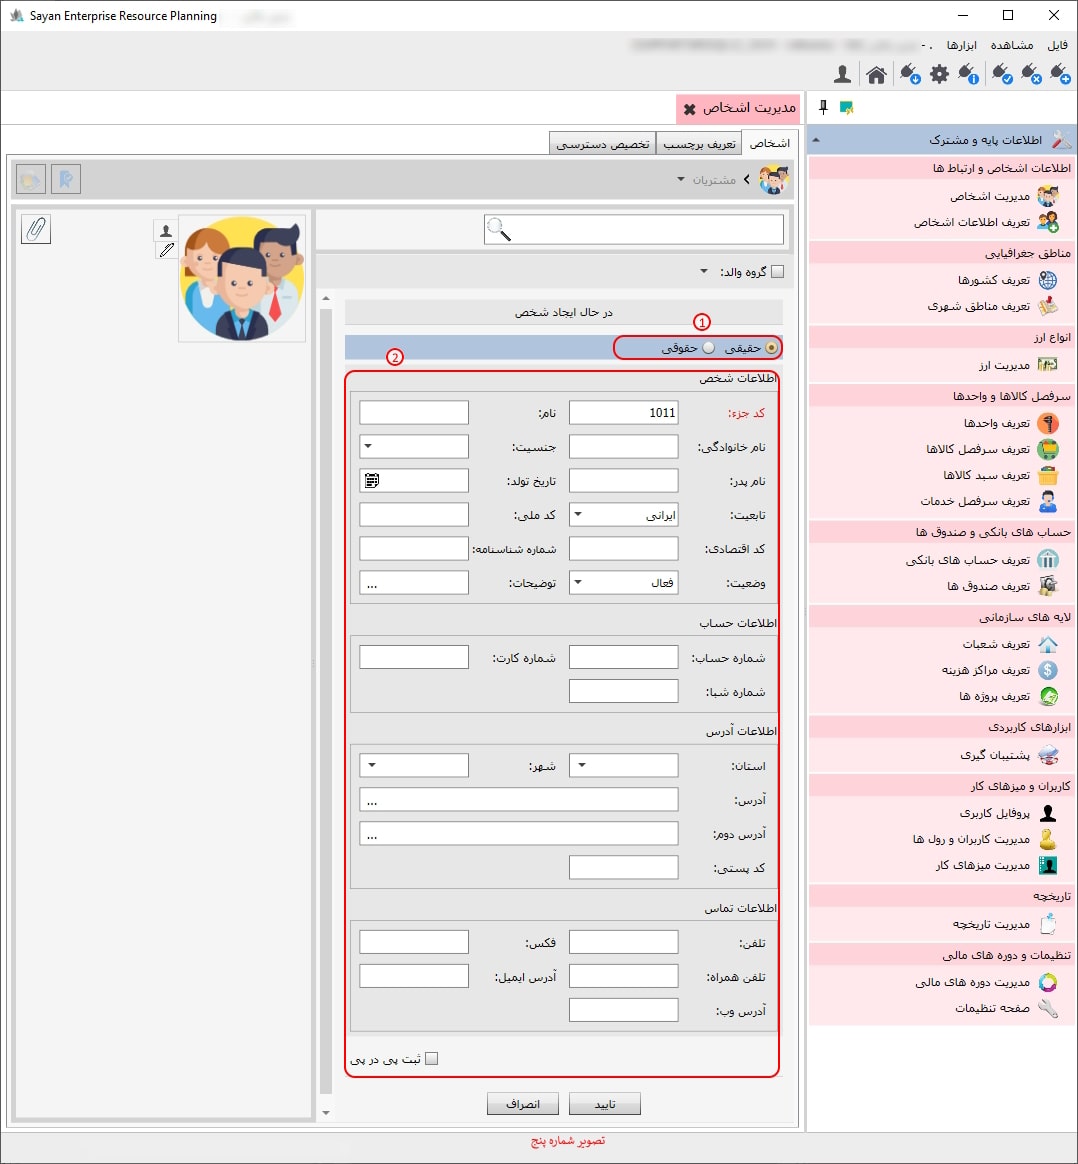 Sayan Enterprise Resource Planning
فایل مشاهده ابزارها . -
مدیریت اشخاص
اشخاص تعریف برچسب تخصیص دسترسی
مشتریان
گروه والد:
در حال ایجاد شخص
1
حقیقی حقوقی
2
اطلاعات شخص
کد جزء: 1011 نام:
نام خانوادگی: جنسیت:
نام پدر: تاریخ تولد:
تابعیت: ایرانی کد ملی:
کد اقتصادی: شماره شناسنامه:
وضعیت: فعال توضیحات: ...
اطلاعات حساب
شماره حساب: شماره کارت:
شماره شبا:
اطلاعات آدرس
استان: شهر:
آدرس: ...
آدرس دوم: ...
کد پستی:
اطلاعات تماس
تلفن: فکس:
تلفن همراه: آدرس ایمیل:
آدرس وب:
ثبت پی در پی
تایید انصراف
اطلاعات پایه و مشترک
اطلاعات اشخاص و ارتباط ها
مدیریت اشخاص
تعریف اطلاعات اشخاص
مناطق جغرافیایی
تعریف کشورها
تعریف مناطق شهری
انواع ارز
مدیریت ارز
سرفصل کالاها و واحدها
تعریف واحدها
تعریف سرفصل کالاها
تعریف سبد کالاها
تعریف سرفصل خدمات
حساب های بانکی و صندوق ها
تعریف حساب های بانکی
تعریف صندوق ها
لایه های سازمانی
تعریف شعبات
تعریف مراکز هزینه
تعریف پروژه ها
ابزارهای کاربردی
پشتیبان گیری
کاربران و میزهای کار
پروفایل کاربری
مدیریت کاربران و رول ها
مدیریت میزهای کار
تاریخچه
مدیریت تاریخچه
تنظیمات و دوره های مالی
مدیریت دوره های مالی
صفحه تنظیمات
تصویر شماره پنج